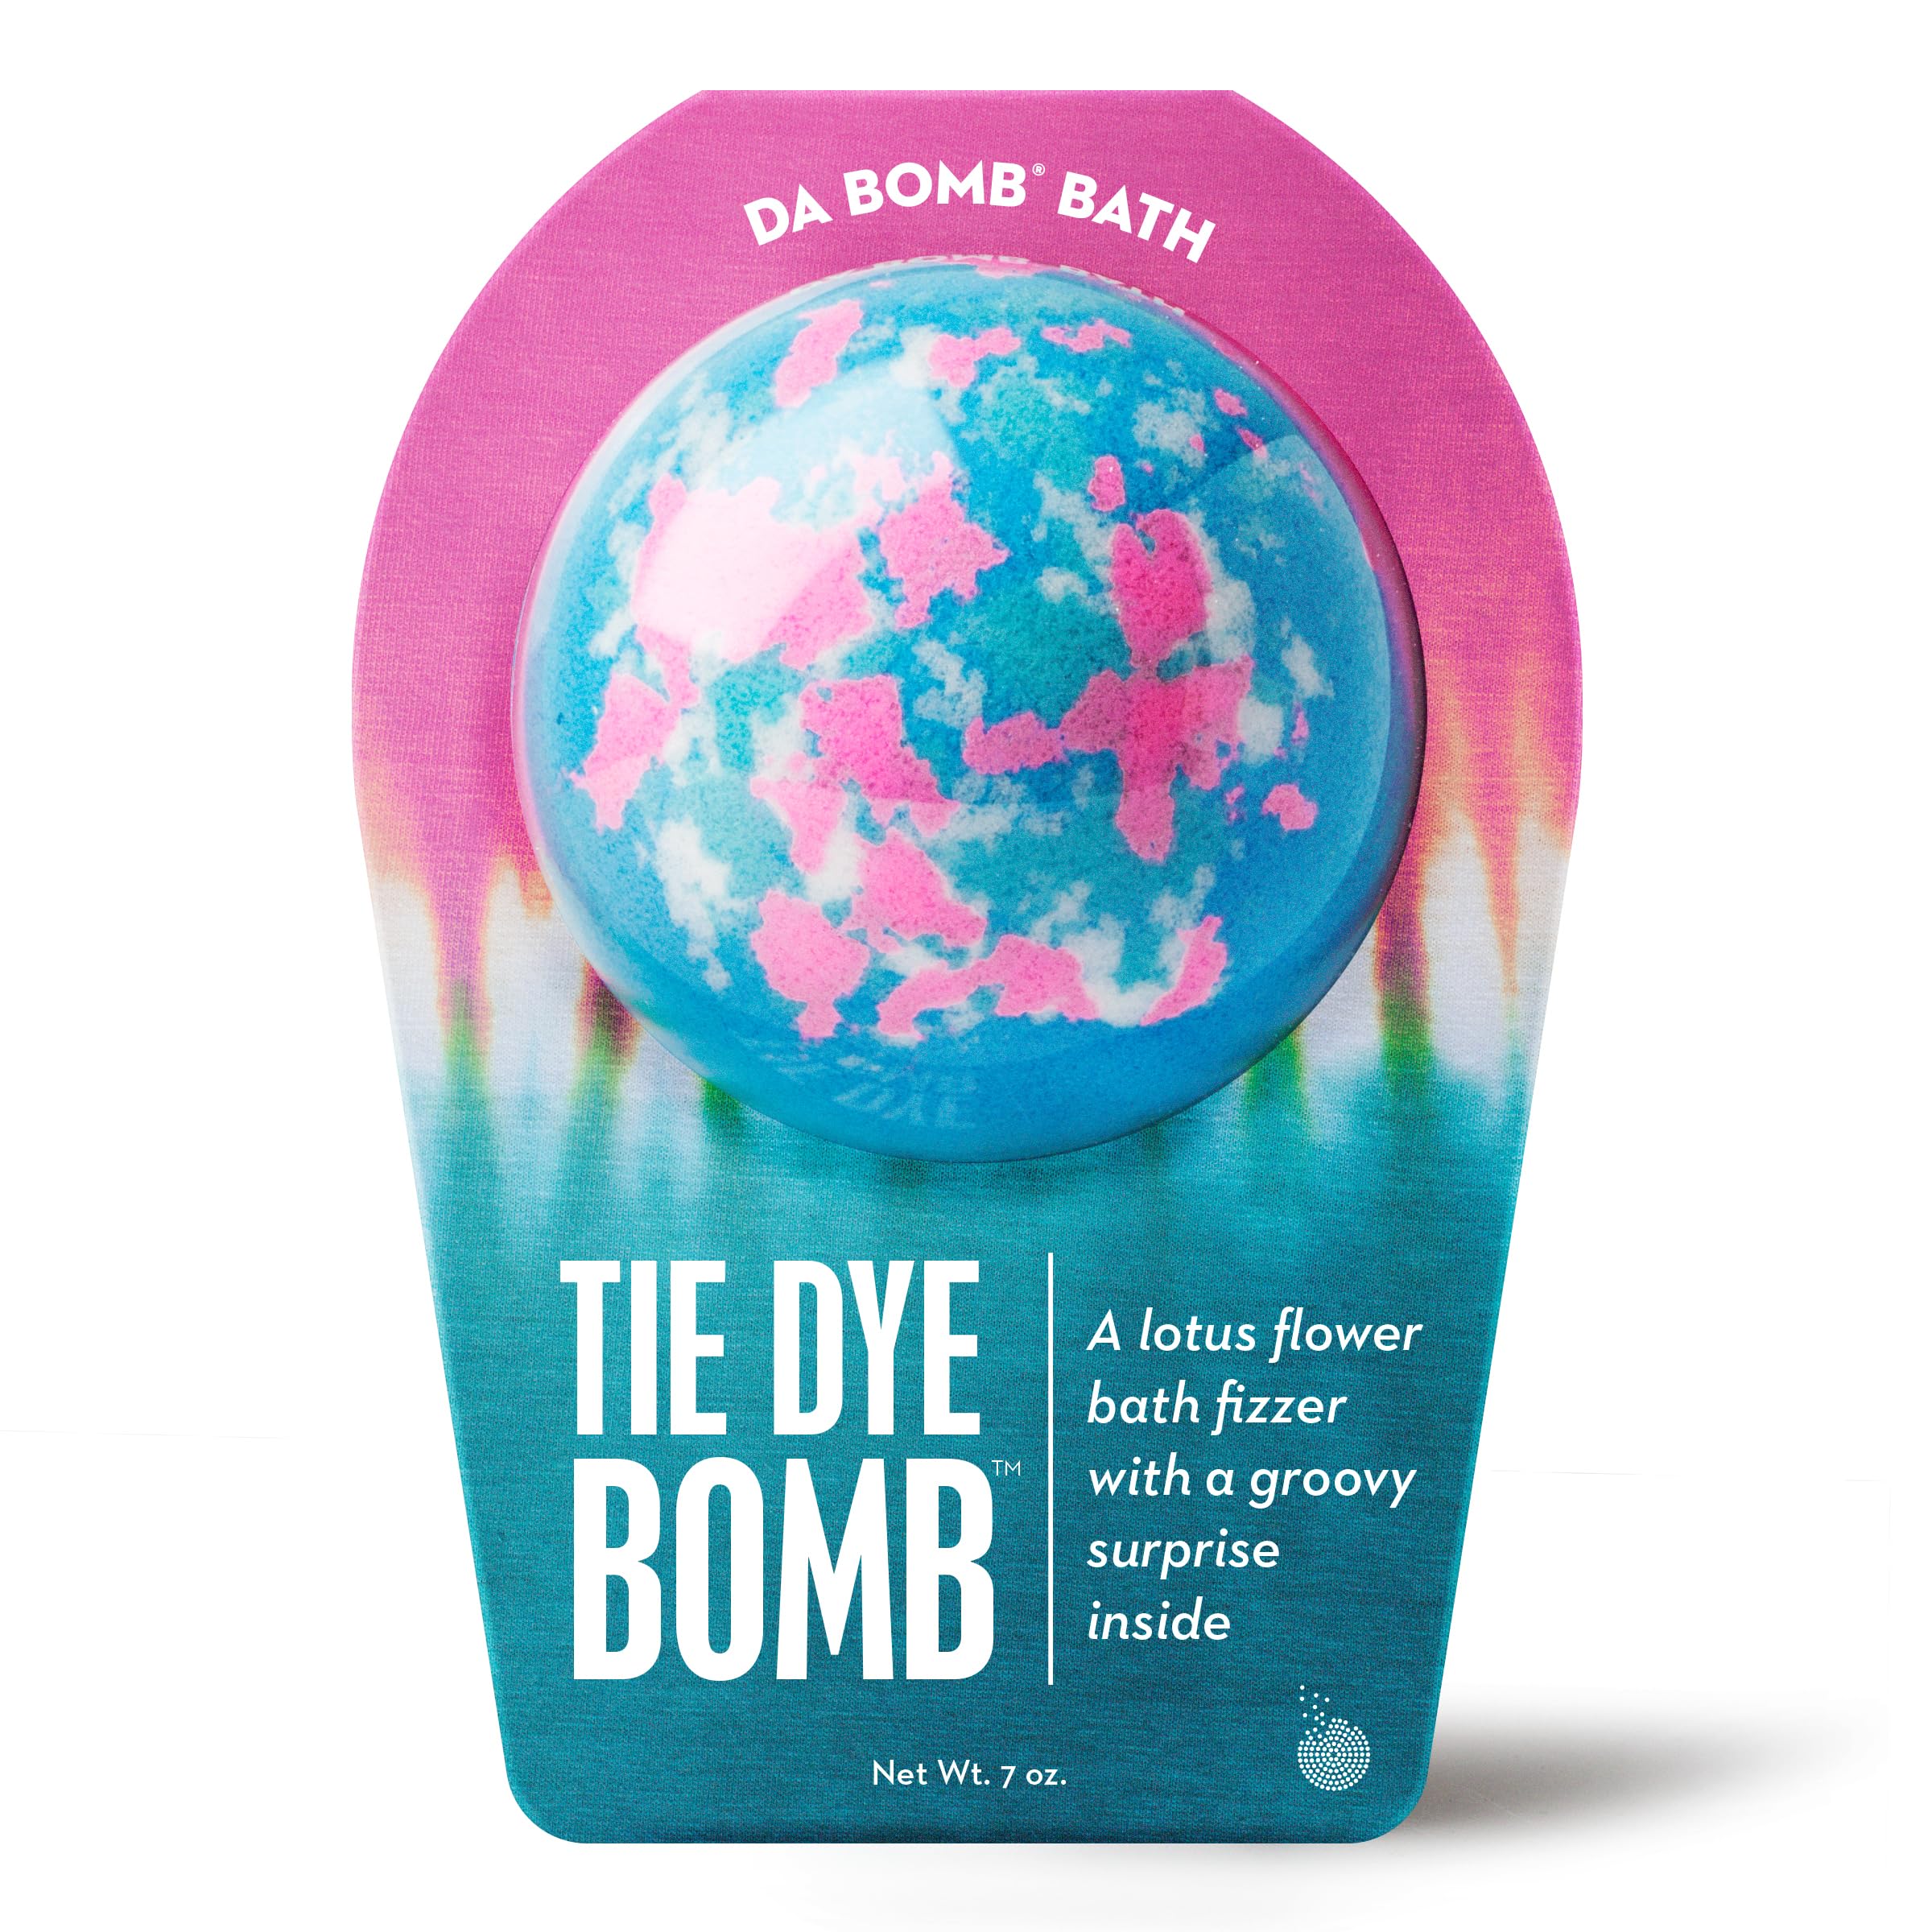 DA BOMB® BATH
TIE DYE
BOMB™
A lotus flower
bath fizzer
with a groovy
surprise
inside
Net Wt. 7 oz.